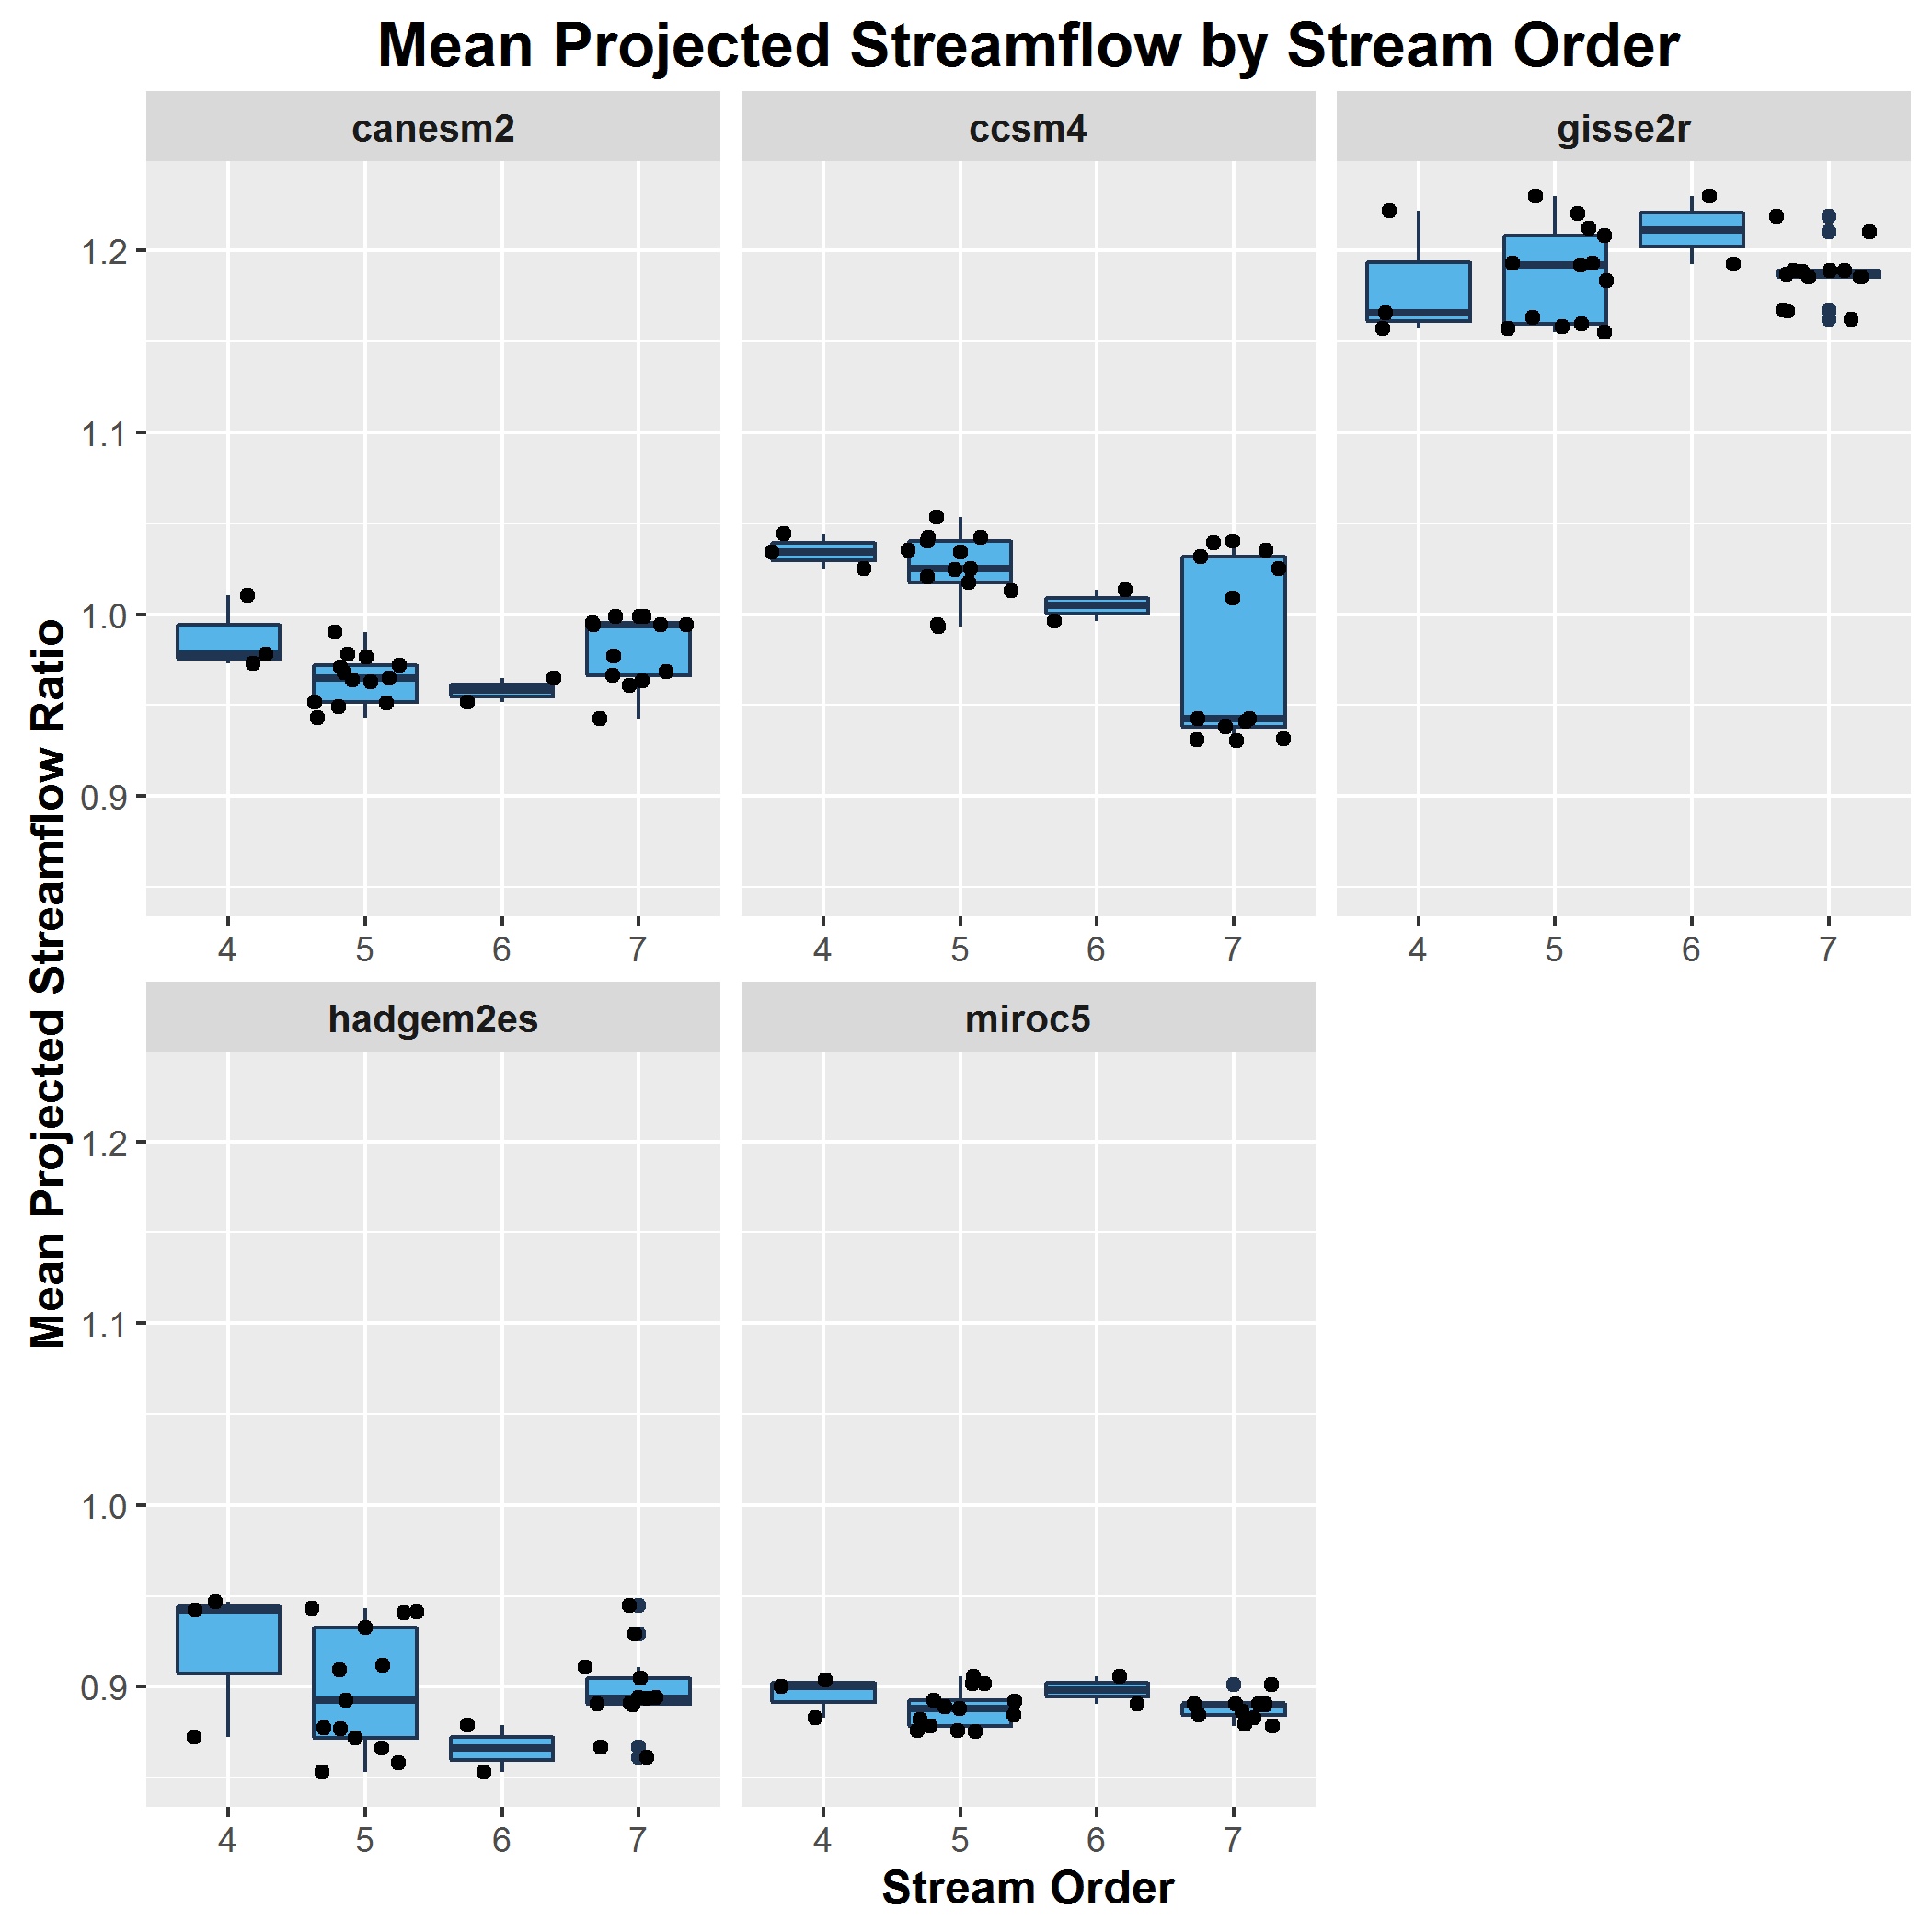 Mean Projected Streamflow by Stream Order
canesm2
ccsm4
gisse2r
Mean Projected Streamflow Ratio
1.2
1.1
1.0
0.9
4 5 6 7
4 5 6 7
4 5 6 7
hadgem2es
miroc5
1.2
1.1
1.0
0.9
4 5 6 7
4 5 6 7
Stream Order